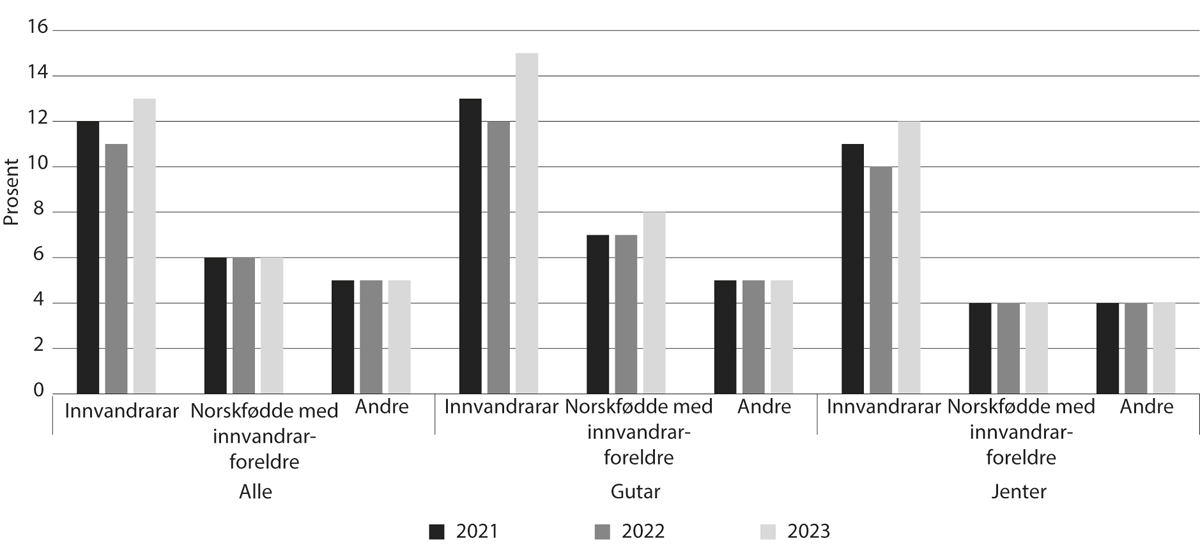 16
14
12
10
8
6
4
2
0
Prosent
Innvandrarar
Norskfødde med
innvandrar-
foreldre
Andre
Innvandrarar
Norskfødde med
innvandrar-
foreldre
Andre
Innvandrarar
Norskfødde med
innvandrar-
foreldre
Andre
Alle
Gutar
Jenter
2021
2022
2023